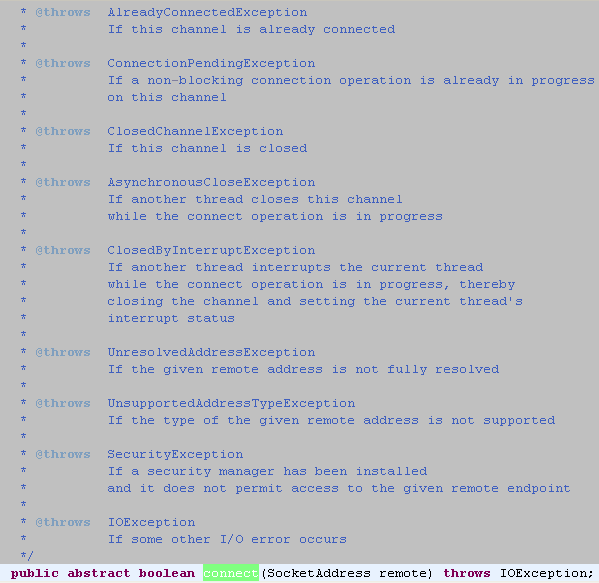 * @throws  AlreadyConnectedException
*          If this channel is already connected
*
* @throws  ConnectionPendingException
*          If a non-blocking connection operation is already in progress
*          on this channel
*
* @throws  ClosedChannelException
*          If this channel is closed
*
* @throws  AsynchronousCloseException
*          If another thread closes this channel
*          while the connect operation is in progress
*
* @throws  ClosedByInterruptException
*          If another thread interrupts the current thread
*          while the connect operation is in progress, thereby
*          closing the channel and setting the current thread's
*          interrupt status
*
* @throws  UnresolvedAddressException
*          If the given remote address is not fully resolved
*
* @throws  UnsupportedAddressTypeException
*          If the type of the given remote address is not supported
*
* @throws  SecurityException
*          If a security manager has been installed
*          and it does not permit access to the given remote endpoint
*
* @throws  IOException
*          If some other I/O error occurs
*/
public abstract boolean connect(SocketAddress remote) throws IOException;